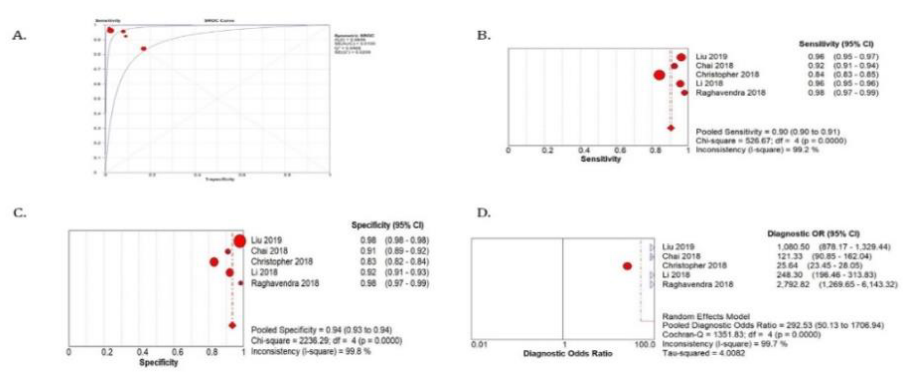 A.
Sensitivity
SROC Curve
Symmetric SROC
1-specificity
B.
Sensitivity (95% CI)
Liu 2019 0.96 (0.95 - 0.97)
Chai 2018 0.92 (0.91 - 0.94)
Christopher 2018 0.84 (0.83 - 0.85)
Li 2018 0.96 (0.95 - 0.96)
Raghavendra 2018 0.98 (0.97 - 0.99)
Pooled Sensitivity = 0.90 (0.90 to 0.91)
Chi-square = 526.67; df = 4 (p = 0.0000)
Inconsistency (I-square) = 99.2 %
0 0.2 0.4 0.6 0.8 1
Sensitivity
C.
Specificity (95% CI)
Liu 2019 0.98 (0.98 - 0.98)
Chai 2018 0.91 (0.89 - 0.92)
Christopher 2018 0.83 (0.82 - 0.84)
Li 2018 0.92 (0.91 - 0.93)
Raghavendra 2018 0.98 (0.97 - 0.99)
Pooled Specificity = 0.94 (0.93 to 0.94)
Chi-square = 2236.29; df = 4 (p = 0.0000)
Inconsistency (I-square) = 99.8 %
0 0.2 0.4 0.6 0.8 1
Specificity
D.
Diagnostic OR (95% CI)
Liu 2019 1,080.50 (878.17 - 1,329.44)
Chai 2018 121.33 (90.85 - 162.04)
Christopher 2018 25.64 (23.45 - 28.05)
Li 2018 248.30 (196.46 - 313.83)
Raghavendra 2018 2,792.82 (1,269.65 - 6,143.32)
Random Effects Model
Pooled Diagnostic Odds Ratio = 292.53 (50.13 to 1706.94)
Cochran-Q = 1351.83; df = 4 (p = 0.0000)
Inconsistency (I-square) = 99.7 %
Tau-squared = 4.0082
0.01 1 100.0
Diagnostic Odds Ratio